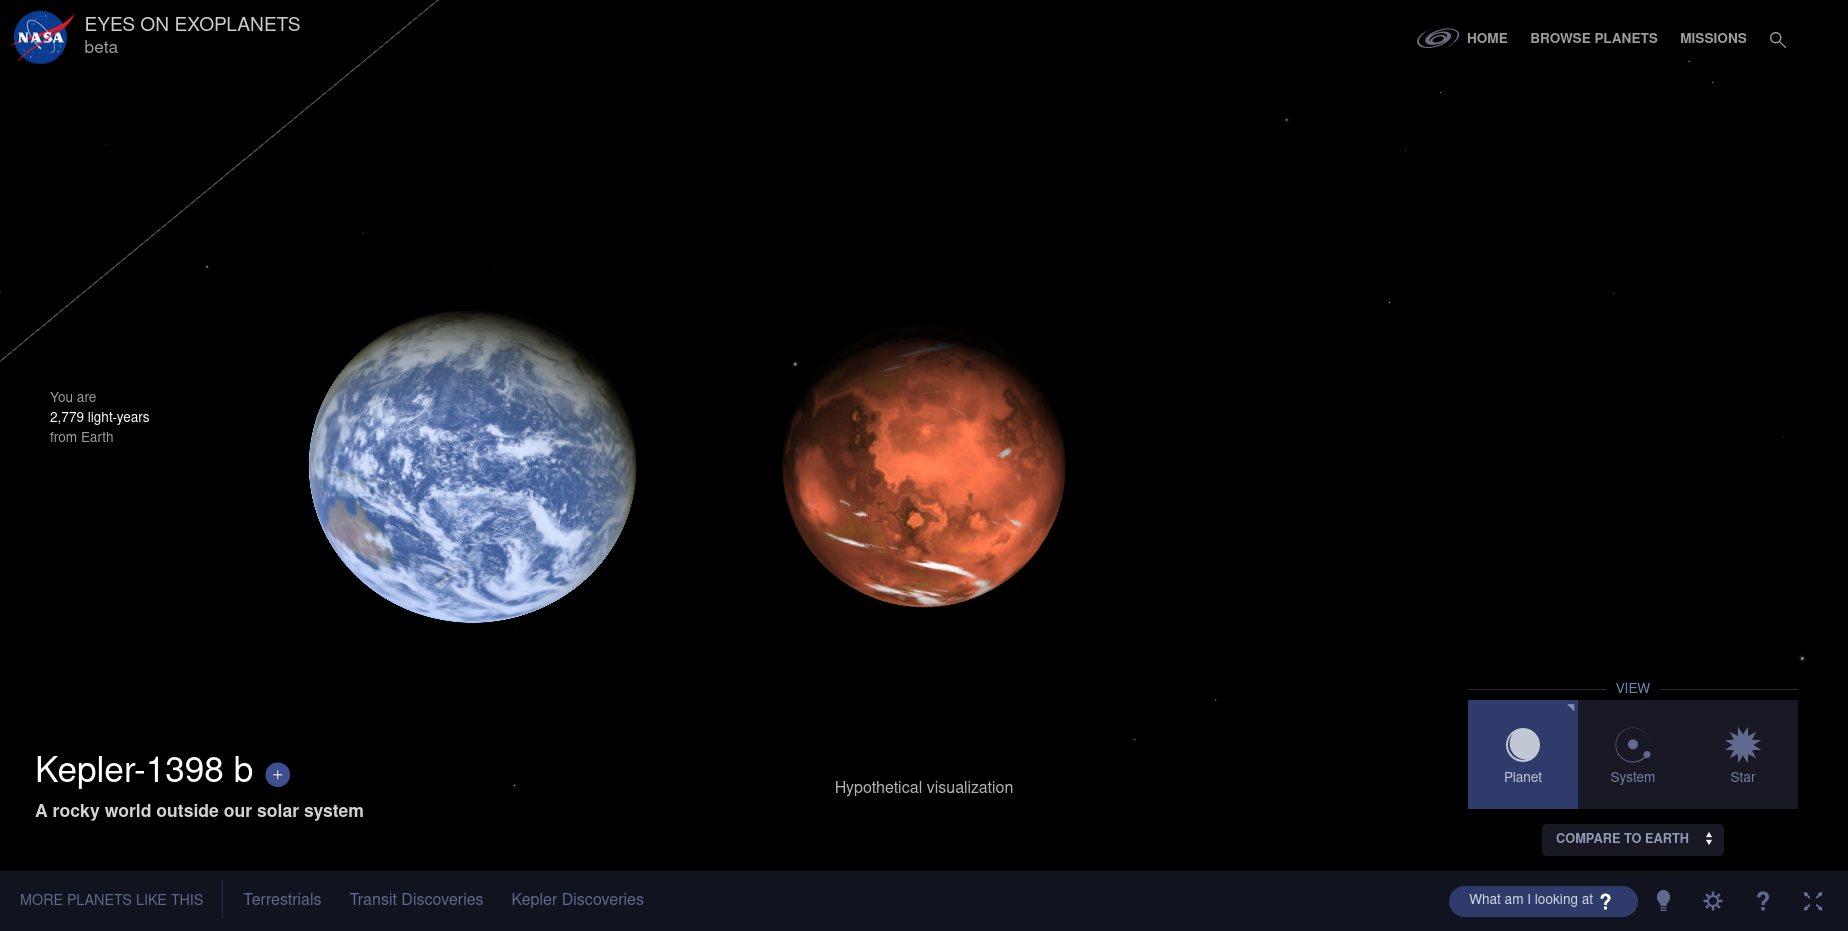 NASA
EYES ON EXOPLANETS
beta
HOME
BROWSE PLANETS
MISSIONS
You are
2,779 light-years
from Earth
VIEW
Planet
System
Star
Kepler-1398 b +
A rocky world outside our solar system
Hypothetical visualization
COMPARE TO EARTH
MORE PLANETS LIKE THIS
Terrestrials
Transit Discoveries
Kepler Discoveries
What am I looking at ?
?